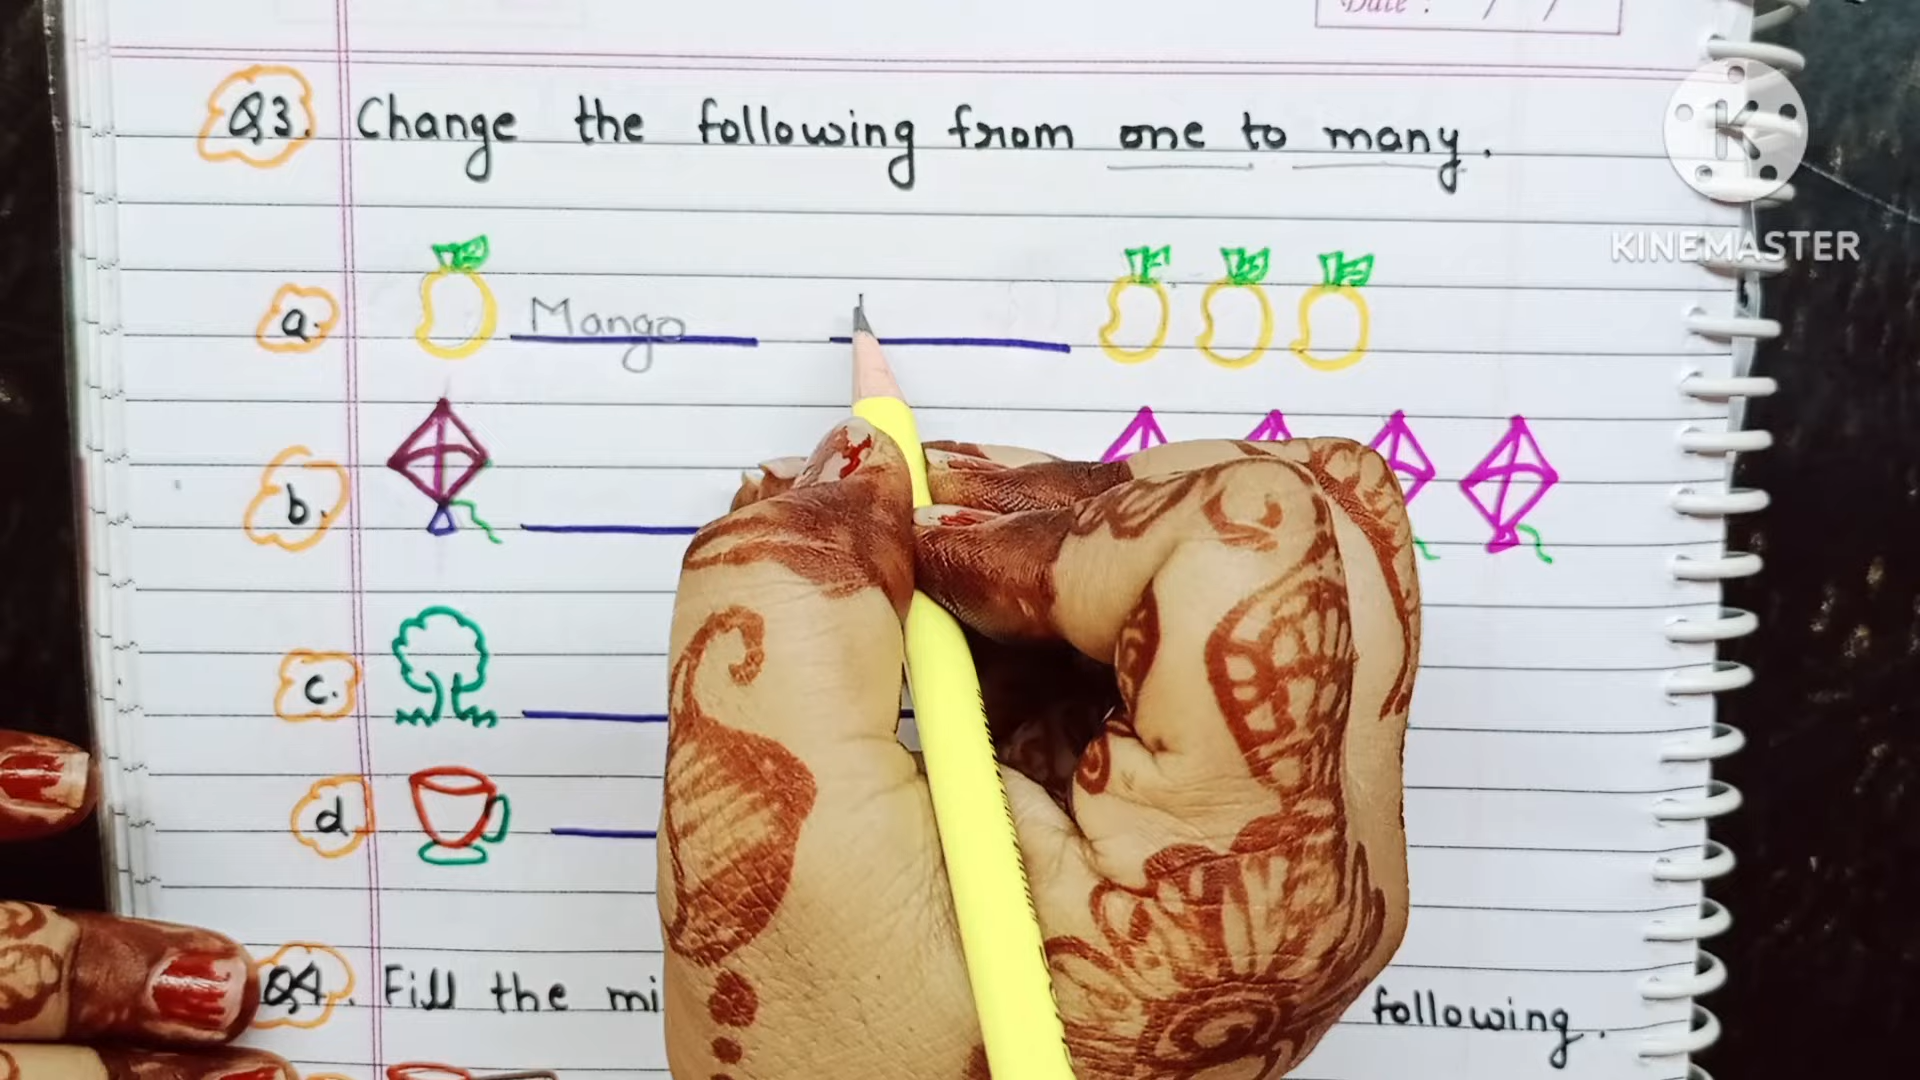 Date : / /
Q3. Change the following from one to many.
K
KINEMASTER
a. Mango
b.
c.
d
Q4. Fill the mi following.